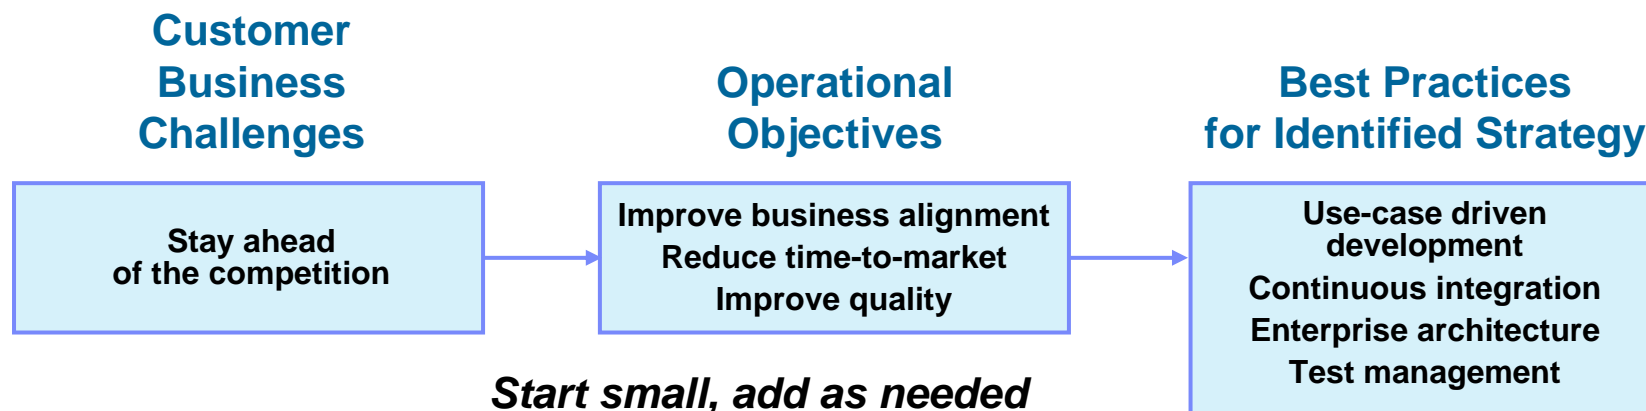 Customer
Business
Challenges
Operational
Objectives
Best Practices
for Identified Strategy
Stay ahead
of the competition
Improve business alignment
Reduce time-to-market
Improve quality
Use-case driven
development
Continuous integration
Enterprise architecture
Test management
Start small, add as needed